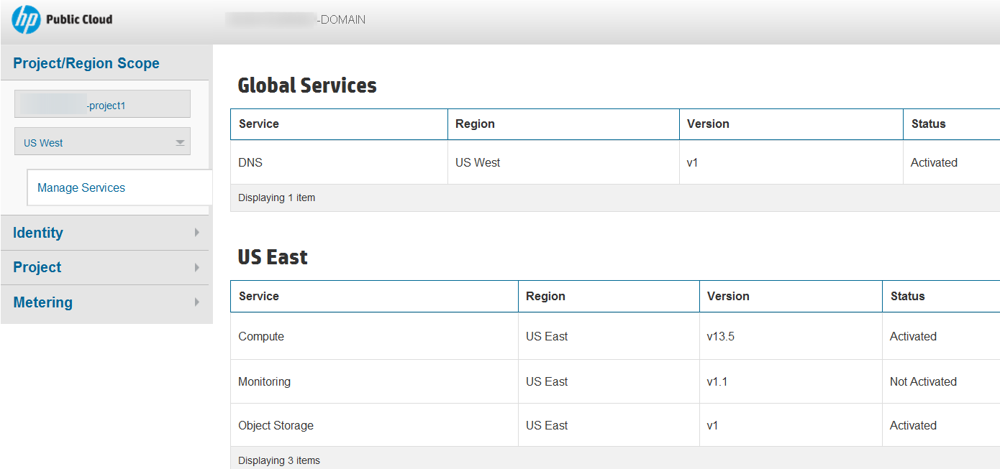 hp Public Cloud
-DOMAIN
Project/Region Scope
-project1
US West
Manage Services
Identity
Project
Metering
Global Services
Service Region Version Status
DNS US West v1 Activated
Displaying 1 item
US East
Service Region Version Status
Compute US East v13.5 Activated
Monitoring US East v1.1 Not Activated
Object Storage US East v1 Activated
Displaying 3 items